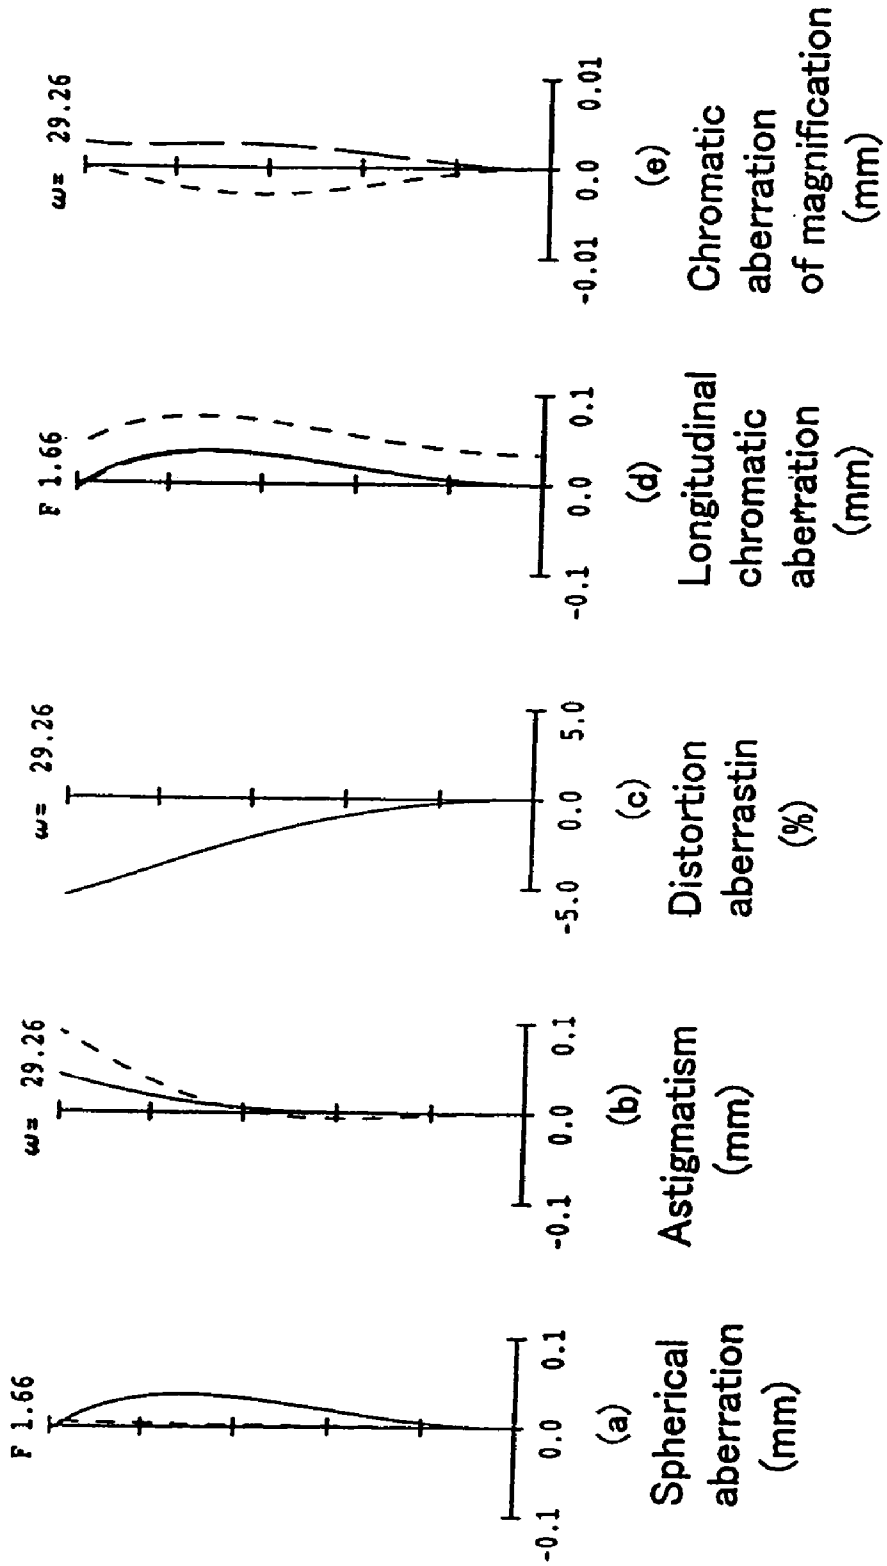 F 1.66
-0.1 0.0 0.1
(a)
Spherical
aberration
(mm)
ω= 29.26
-0.1 0.0 0.1
(b)
Astigmatism
(mm)
ω= 29.26
-5.0 0.0 5.0
(c)
Distortion
aberrastin
(%)
F 1.66
-0.1 0.0 0.1
(d)
Longitudinal
chromatic
aberration
(mm)
ω= 29.26
-0.01 0.0 0.01
(e)
Chromatic
aberration
of magnification
(mm)